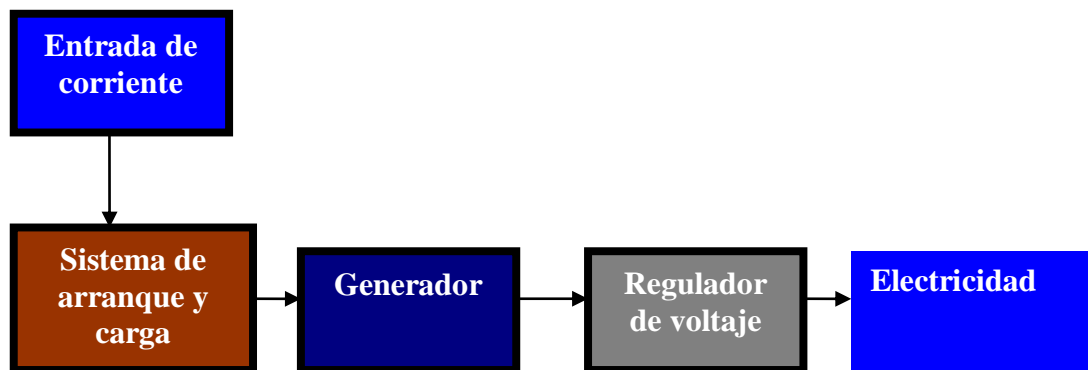 Entrada de
corriente
Sistema de
arranque y
carga
Generador
Regulador
de voltaje
Electricidad